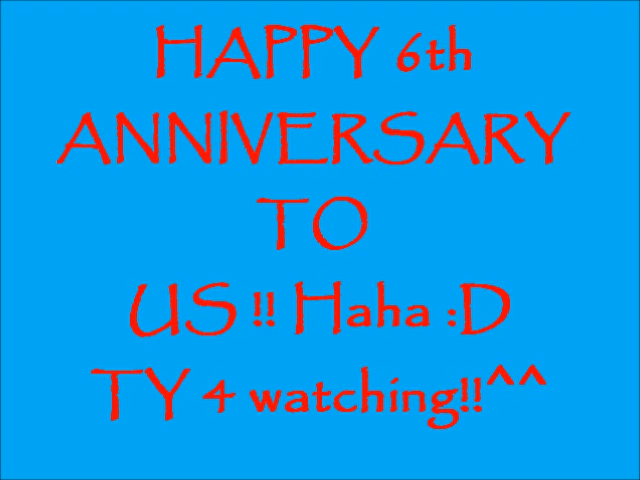 HAPPY 6th
ANNIVERSARY
TO
US !! Haha :D
TY 4 watching!!^^